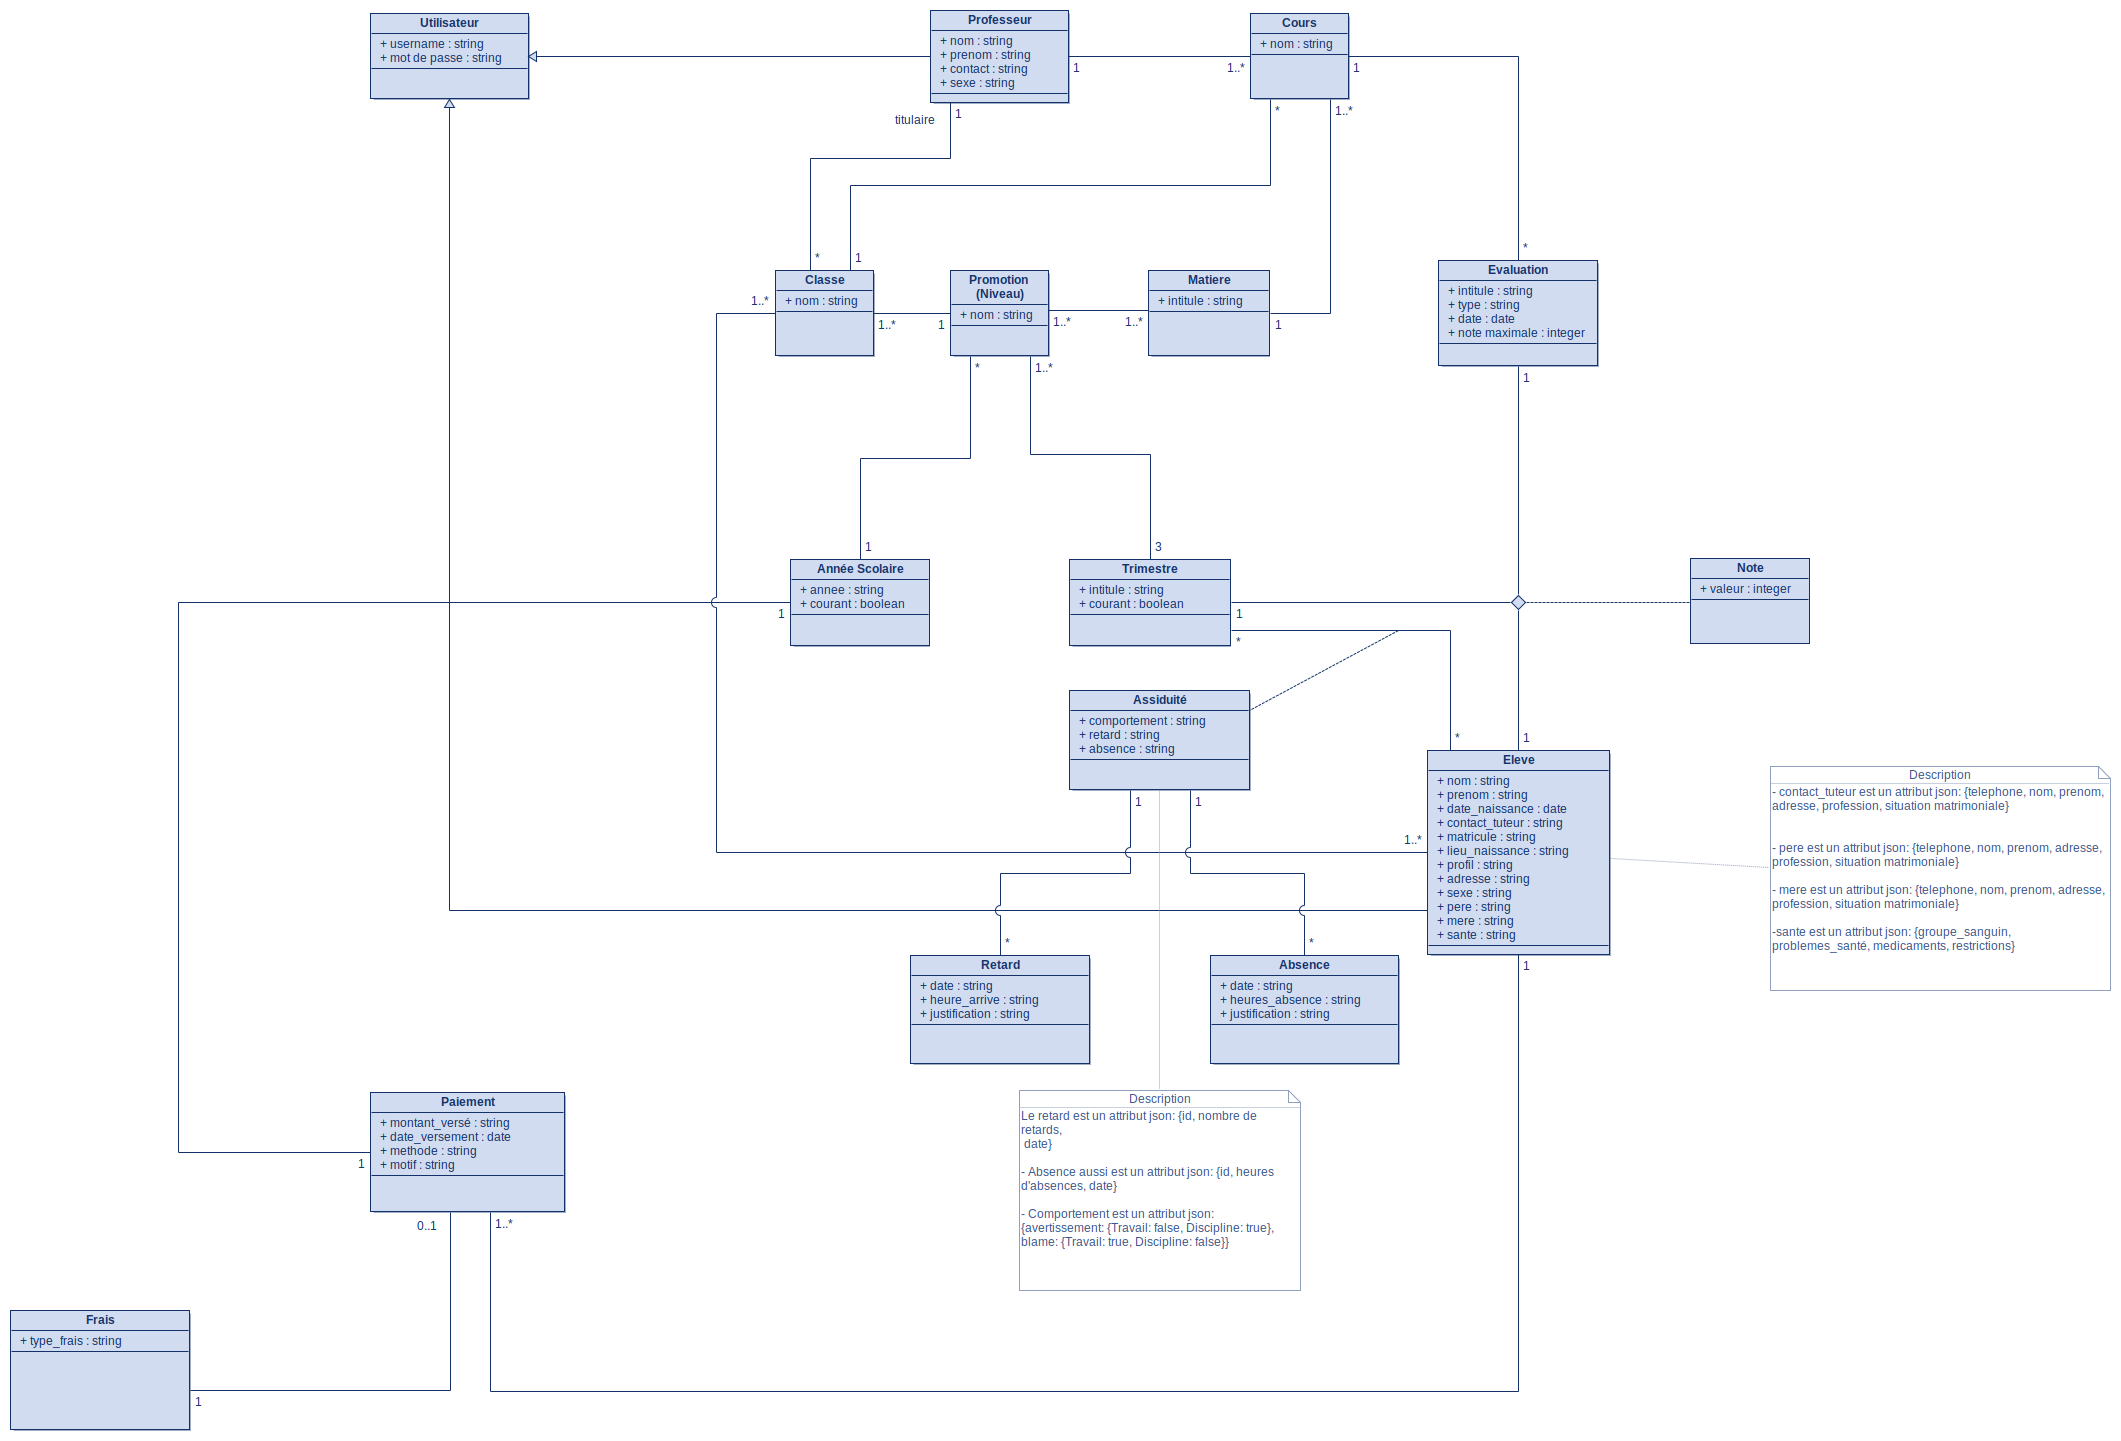 Utilisateur
+ username : string
+ mot de passe : string
Professeur
+ nom : string
+ prenom : string
+ contact : string
+ sexe : string
Cours
+ nom : string
1
1..*
1
titulaire
1
*
1..*
*
1
*
Classe
+ nom : string
1..*
1..*
1
Promotion
(Niveau)
+ nom : string
1..*
1..*
Matiere
+ intitule : string
1
Evaluation
+ intitule : string
+ type : string
+ date : date
+ note maximale : integer
*
1..*
1
1
3
Année Scolaire
+ annee : string
+ courant : boolean
1
Trimestre
+ intitule : string
+ courant : boolean
1
*
Note
+ valeur : integer
Assiduité
+ comportement : string
+ retard : string
+ absence : string
1
1
*
1
Eleve
+ nom : string
+ prenom : string
+ date_naissance : date
+ contact_tuteur : string
+ matricule : string
+ lieu_naissance : string
+ profil : string
+ adresse : string
+ sexe : string
+ pere : string
+ mere : string
+ sante : string
1..*
1
Description
- contact_tuteur est un attribut json: {telephone, nom, prenom,
adresse, profession, situation matrimoniale}
- pere est un attribut json: {telephone, nom, prenom, adresse,
profession, situation matrimoniale}
- mere est un attribut json: {telephone, nom, prenom, adresse,
profession, situation matrimoniale}
-sante est un attribut json: {groupe_sanguin,
problemes_santé, medicaments, restrictions}
*
*
Retard
+ date : string
+ heure_arrive : string
+ justification : string
Absence
+ date : string
+ heures_absence : string
+ justification : string
Description
Le retard est un attribut json: {id, nombre de
retards,
date}
- Absence aussi est un attribut json: {id, heures
d'absences, date}
- Comportement est un attribut json:
{avertissement: {Travail: false, Discipline: true},
blame: {Travail: true, Discipline: false}}
Paiement
+ montant_versé : string
+ date_versement : date
+ methode : string
+ motif : string
1
0..1
1..*
Frais
+ type_frais : string
1